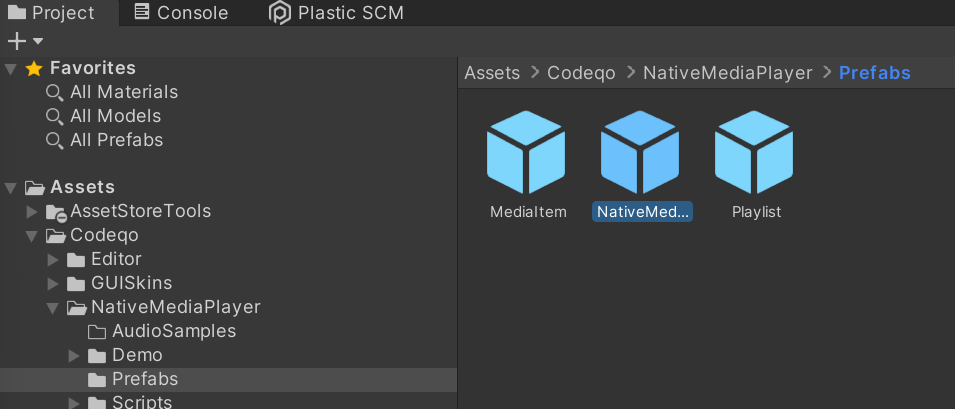 Project Console Plastic SCM
Favorites
All Materials
All Models
All Prefabs
Assets
AssetStoreTools
Codeqo
Editor
GUISkins
NativeMediaPlayer
AudioSamples
Demo
Prefabs
Scripts
Assets > Codeqo > NativeMediaPlayer > Prefabs
MediaItem NativeMed... Playlist